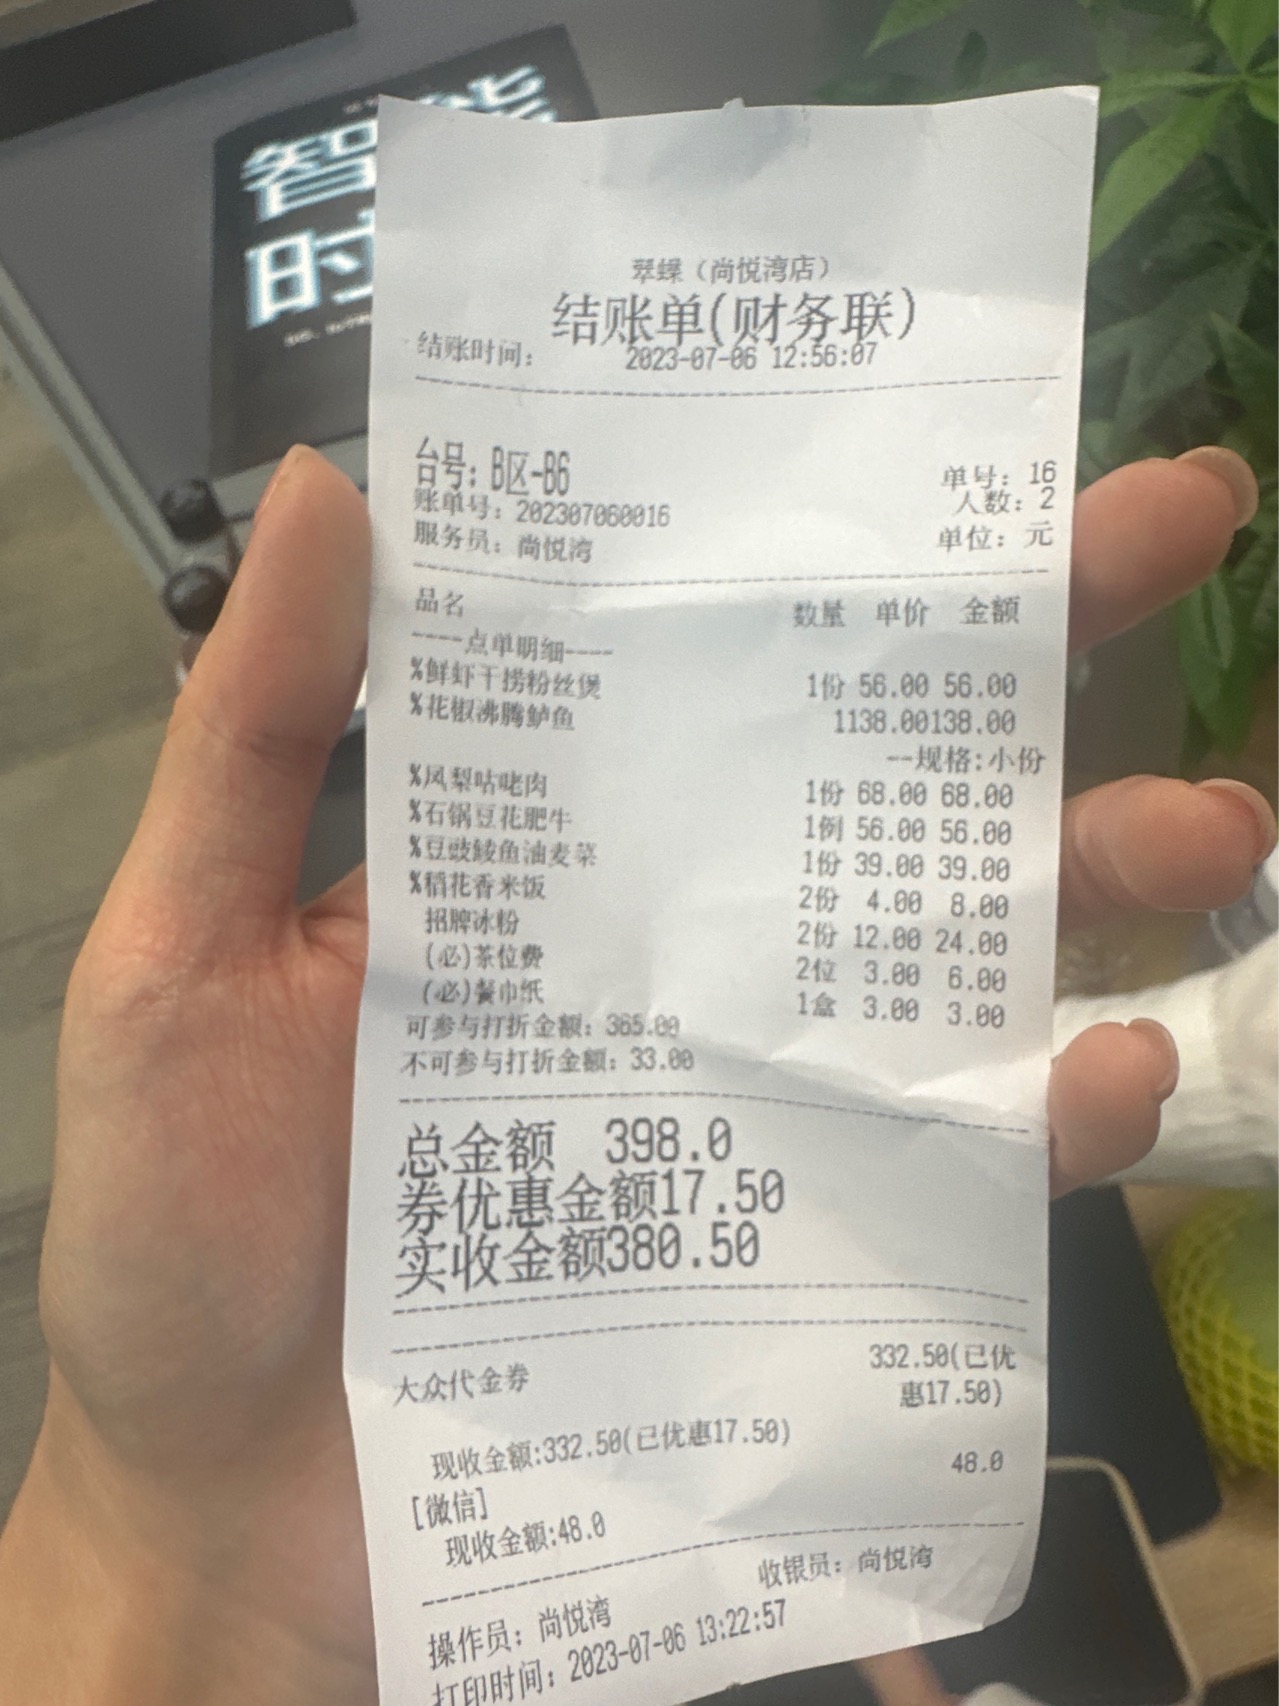 智能
时
翠蝶（尚悦湾店）
结账单(财务联)
结账时间： 2023-07-06 12:56:07
台号：B区-B6
单号：16
账单号：202307060016
人数：2
服务员：尚悦湾
单位：元
品名 数量 单价 金额
----点单明细----
%鲜虾干捞粉丝煲 1份 56.00 56.00
%花椒沸腾鲈鱼 1138.00138.00
--规格:小份
%凤梨咕咾肉 1份 68.00 68.00
%石锅豆花肥牛 1例 56.00 56.00
%豆豉鲮鱼油麦菜 1份 39.00 39.00
%稻花香米饭 2份 4.00 8.00
招牌冰粉 2份 12.00 24.00
(必)茶位费 2位 3.00 6.00
(必)餐巾纸 1盒 3.00 3.00
可参与打折金额：365.00
不可参与打折金额：33.00
总金额 398.0
券优惠金额17.50
实收金额380.50
大众代金券 332.50(已优
惠17.50)
现收金额:332.50(已优惠17.50)
[微信] 48.0
现收金额:48.0
收银员：尚悦湾
操作员：尚悦湾
打印时间：2023-07-06 13:22:57